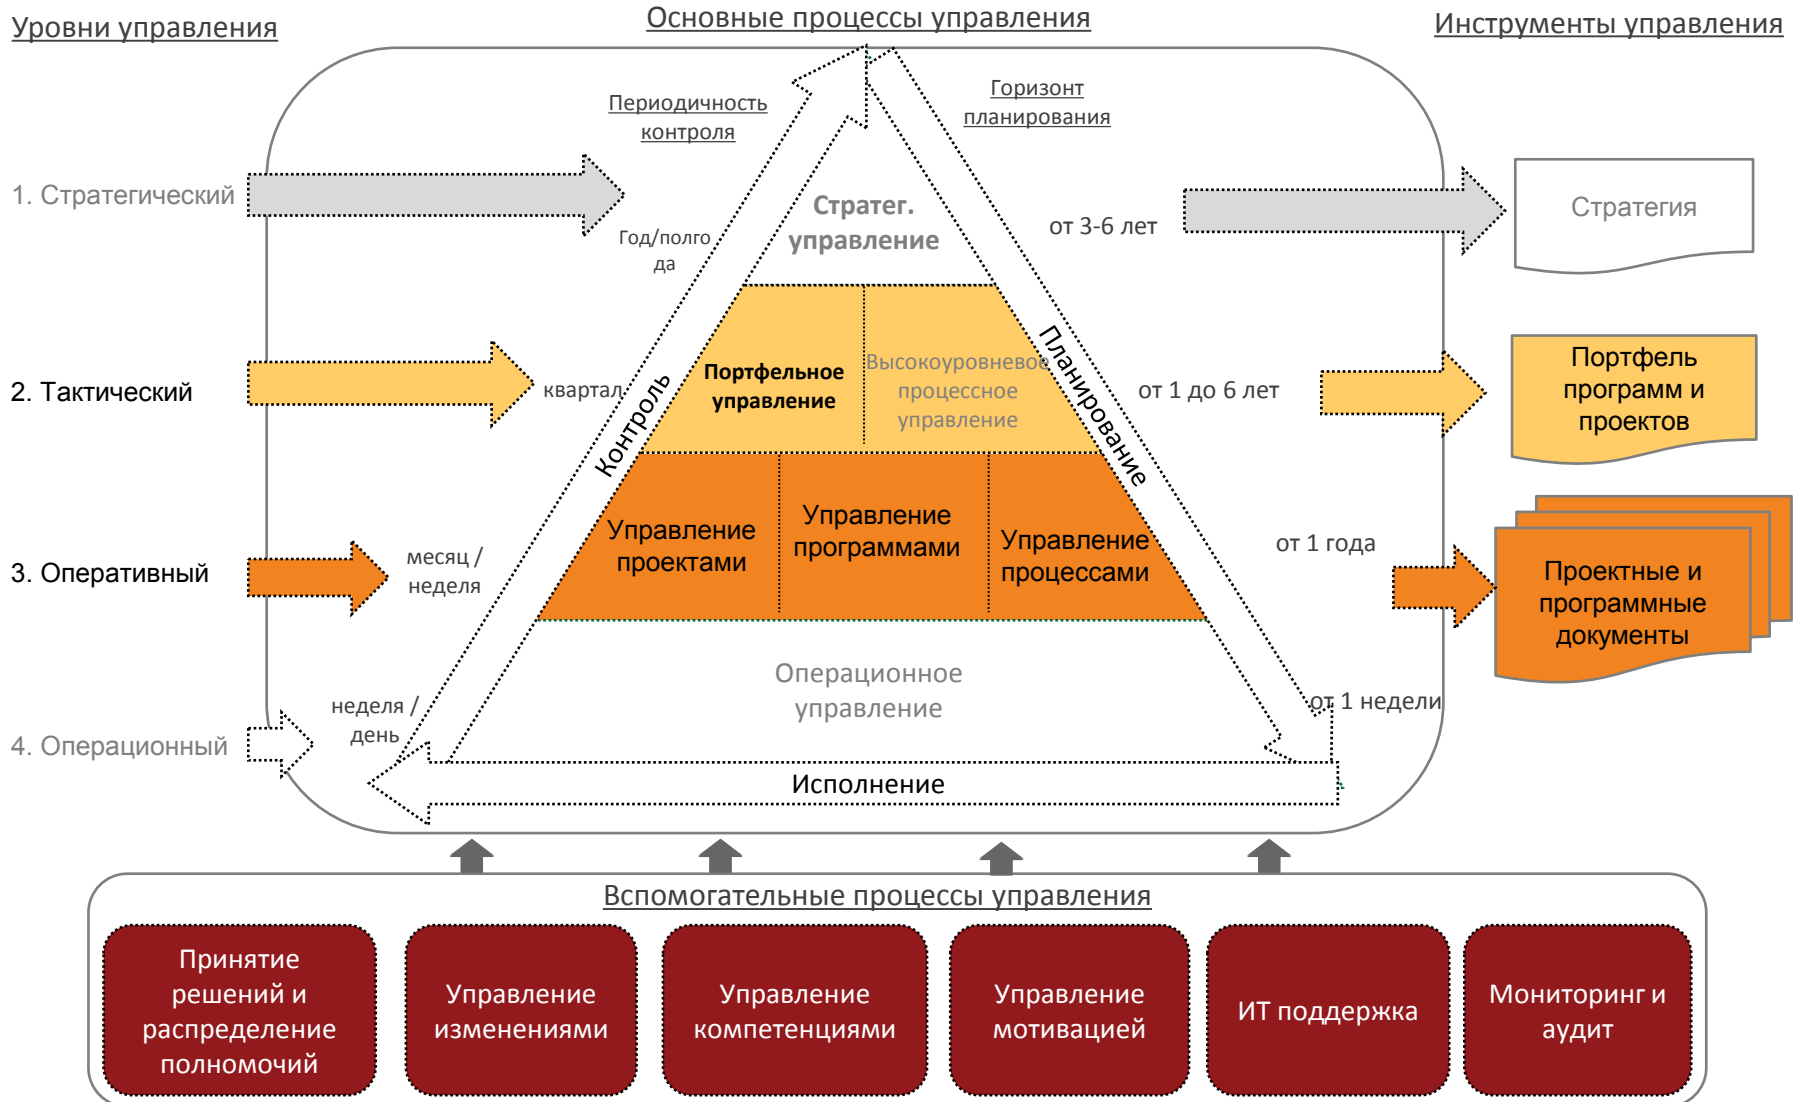 Уровни управления
Основные процессы управления
Инструменты управления
Периодичность
контроля
Горизонт
планирования
1. Стратегический
Год/полго
да
Стратег.
управление
от 3-6 лет
Стратегия
2. Тактический
квартал
Контроль
Портфельное
управление
Высокоуровневое
процессное
управление
Планирование
от 1 до 6 лет
Портфель
программ и
проектов
3. Оперативный
месяц /
неделя
Управление
проектами
Управление
программами
Управление
процессами
от 1 года
Проектные и
программные
документы
4. Операционный
неделя /
день
Операционное
управление
от 1 недели
Исполнение
Вспомогательные процессы управления
Принятие
решений и
распределение
полномочий
Управление
изменениями
Управление
компетенциями
Управление
мотивацией
ИТ поддержка
Мониторинг и
аудит